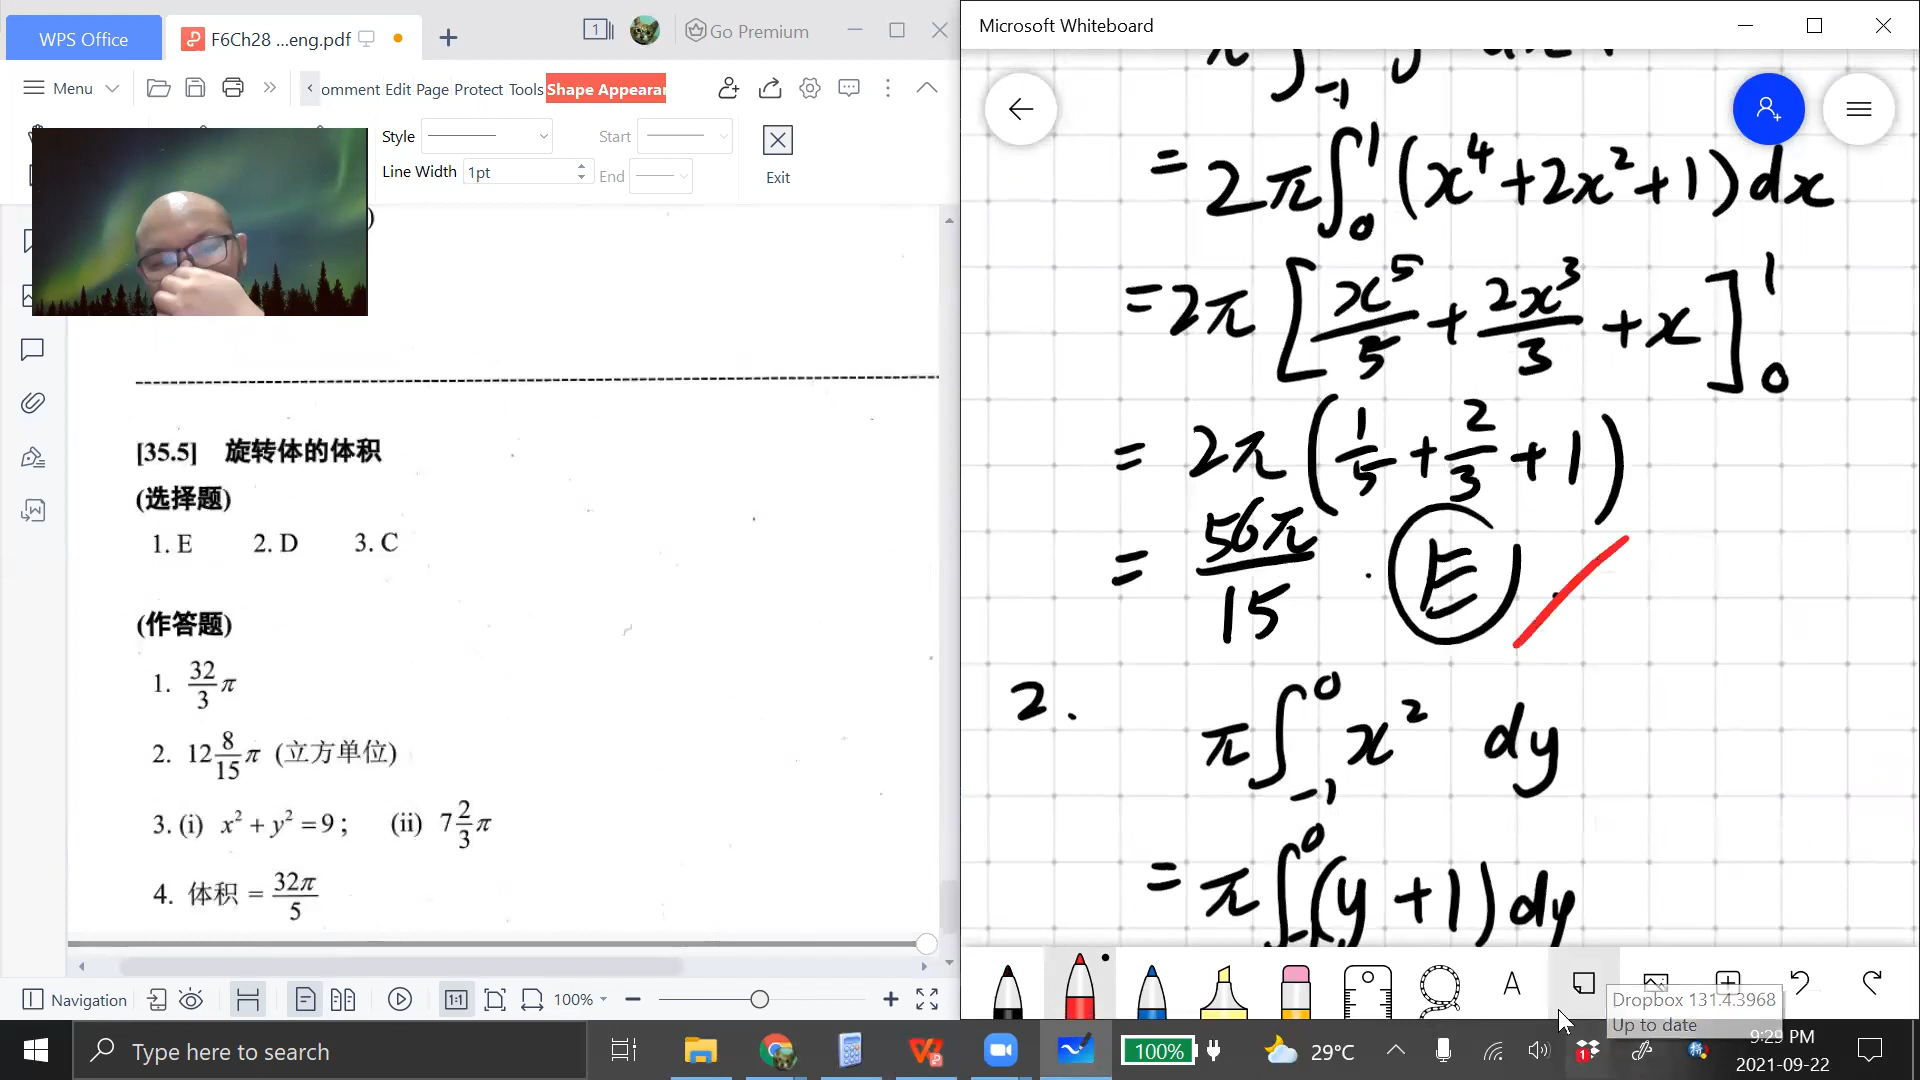 WPS Office
F6Ch28 ...eng.pdf
1
Go Premium
Menu
omment Edit Page Protect Tools Shape Appearar
Style
Start
Line Width 1pt
End
Exit
)
[35.5] 旋转体的体积
(选择题)
1. E 2. D 3. C
(作答题)
1. 32/3 π
2. 12 8/15 π (立方单位)
3. (i) x² + y² = 9 ; (ii) 7 2/3 π
4. 体积 = 32π/5
Navigation
1:1
100%
Microsoft Whiteboard
= 2π∫₀¹ (x⁴ + 2x² + 1) dx
= 2π [x⁵/5 + 2x³/3 + x]₀¹
= 2π (1/5 + 2/3 + 1)
= 56π/15 . E
2. π∫₋₁⁰ x² dy
= π∫⁰ (y + 1) dy
A
Dropbox 131.4.3968
Up to date
Type here to search
100%
29°C
1
9:29 PM
2021-09-22